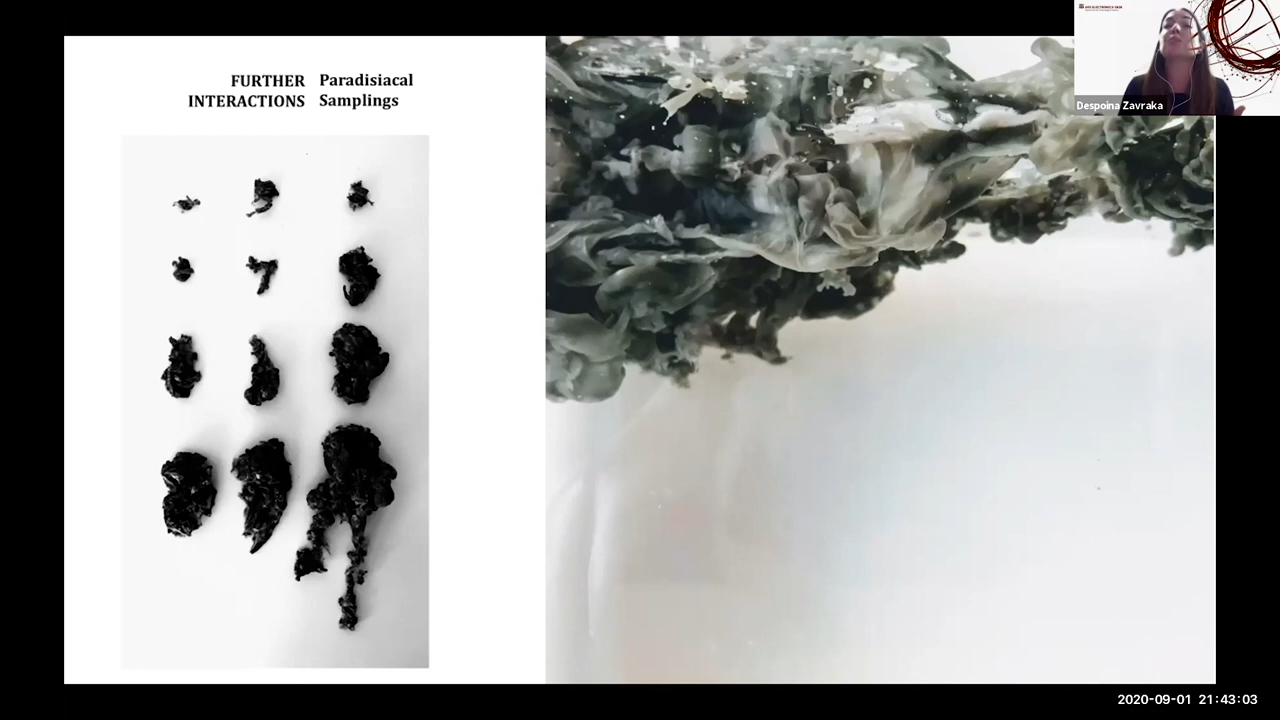 FURTHER Paradisiacal
INTERACTIONS Samplings
Despoina Zavraka
2020-09-01 21:43:03